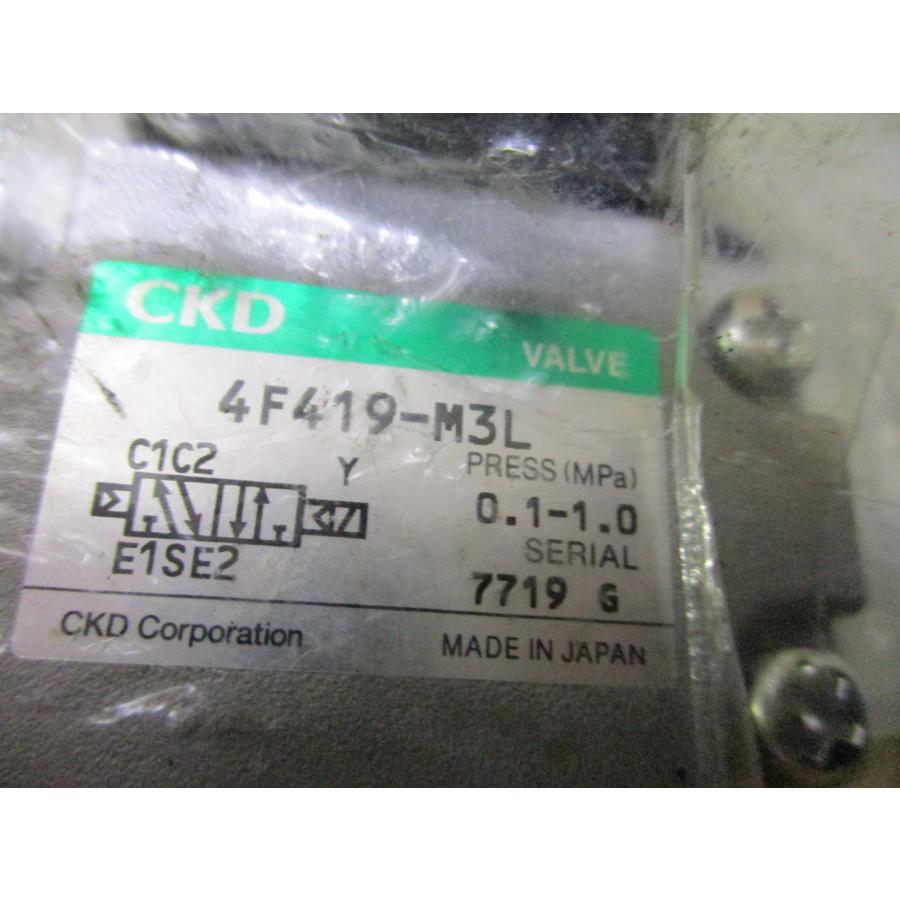 CKD
VALVE
4F419-M3L
C1C2 Y
PRESS (MPa)
0.1-1.0
E1SE2
SERIAL
7719 G
CKD Corporation
MADE IN JAPAN